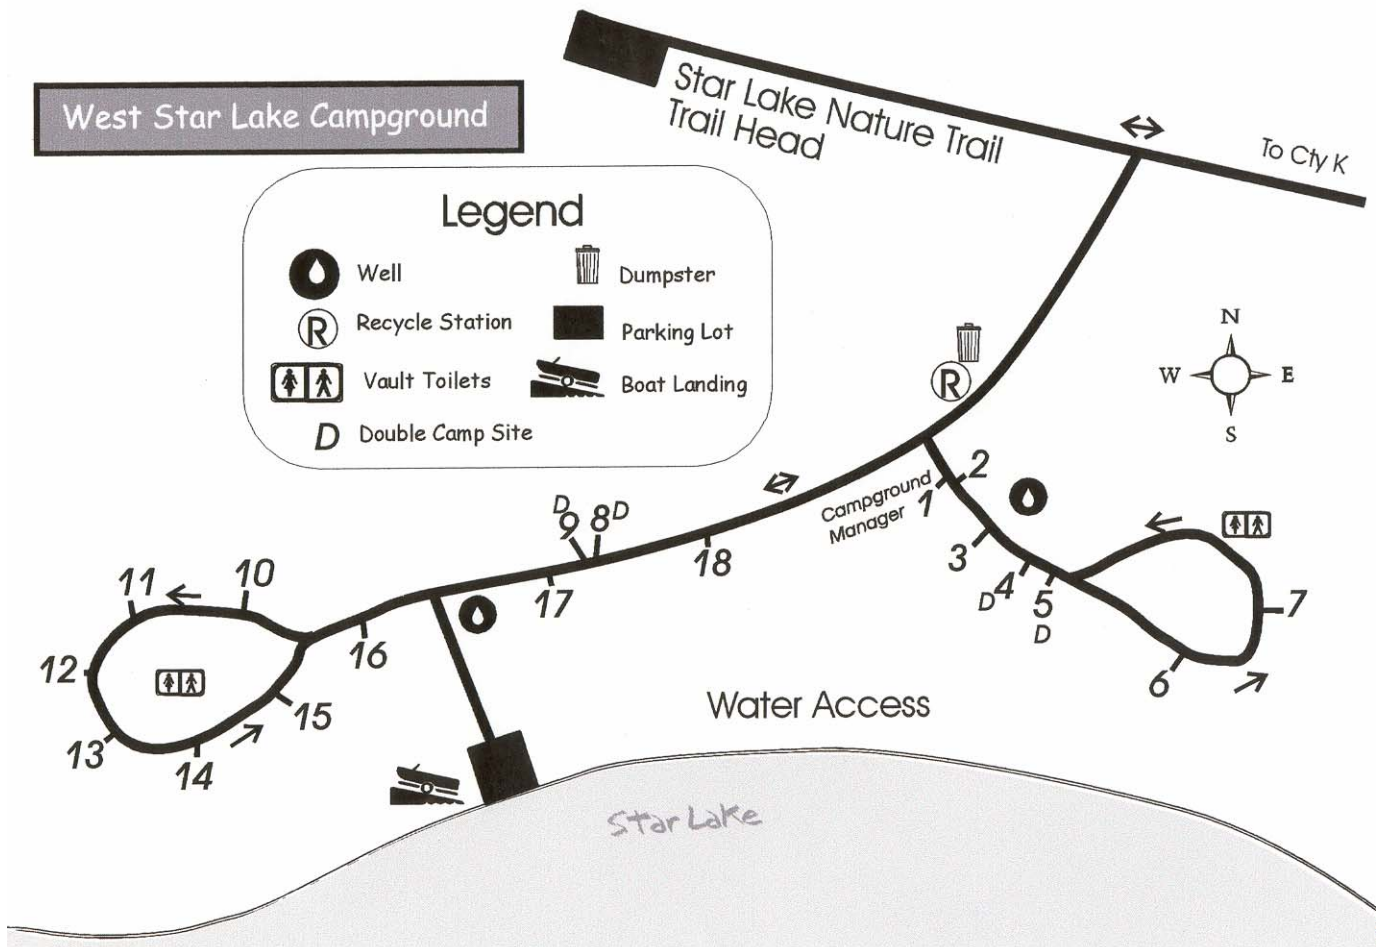 West Star Lake Campground
Star Lake Nature Trail
Trail Head
To Cty K
Legend
Well
Dumpster
R
Recycle Station
Parking Lot
Vault Toilets
Boat Landing
D
Double Camp Site
N
W
E
S
R
Campground
Manager
1
2
3
D 4
5
D
6
7
D
9
8 D
18
17
16
10
11
12
13
14
15
Water Access
Star Lake